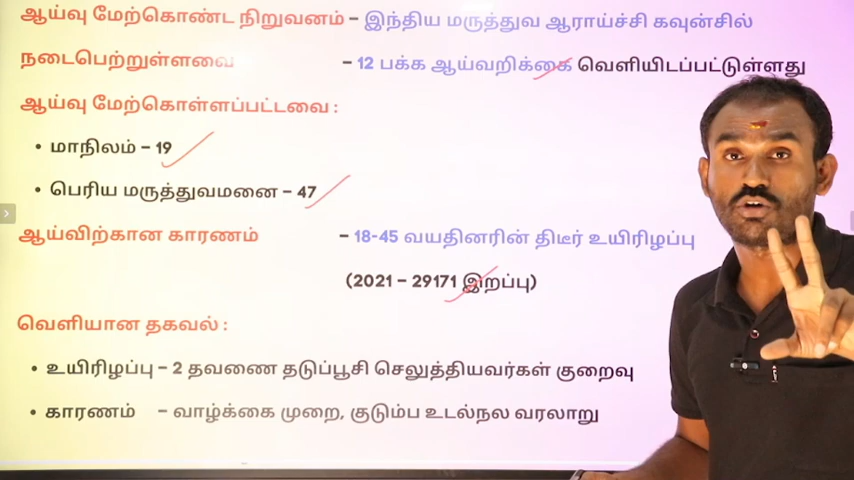 ஆய்வு மேற்கொண்ட நிறுவனம் – இந்திய மருத்துவ ஆராய்ச்சி கவுன்சில்
நடைபெற்றுள்ளவை – 12 பக்க ஆய்வறிக்கை வெளியிடப்பட்டுள்ளது
ஆய்வு மேற்கொள்ளப்பட்டவை :
• மாநிலம் – 19
• பெரிய மருத்துவமனை – 47
ஆய்விற்கான காரணம் – 18-45 வயதினரின் திடீர் உயிரிழப்பு
(2021 – 29171 இறப்பு)
வெளியான தகவல் :
• உயிரிழப்பு – 2 தவணை தடுப்பூசி செலுத்தியவர்கள் குறைவு
• காரணம் – வாழ்க்கை முறை, குடும்ப உடல்நல வரலாறு